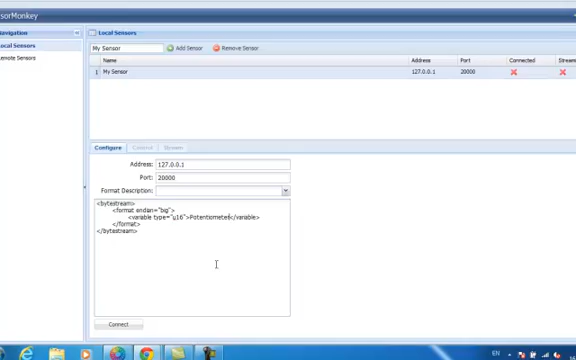 sorMonkey
Navigation
Local Sensors
Local Sensors
Remote Sensors
My Sensor
Add Sensor
Remove Sensor
Name
Address
Port
Connected
Stream
1
My Sensor
127.0.0.1
20000
Configure
Control
Stream
Address:
127.0.0.1
Port:
20000
Format Description:
<bytestream>
<format endian="big">
<variable type="u16">Potentiometer</variable>
</format>
</bytestream>
Connect
EN